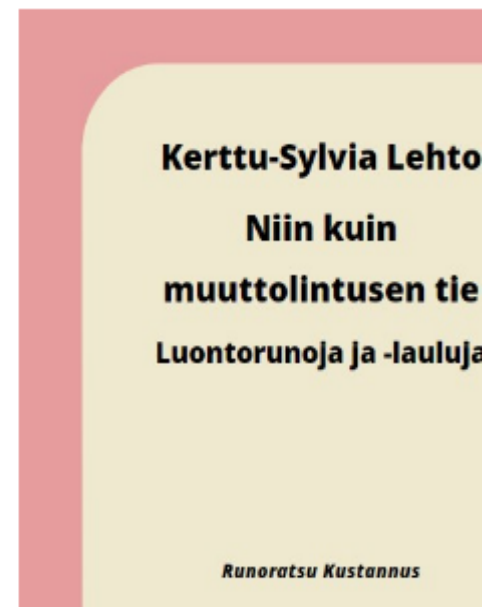 Kerttu-Sylvia Lehto
Niin kuin
muuttolintusen tie
Luontorunoja ja -lauluja
Runoratsu Kustannus